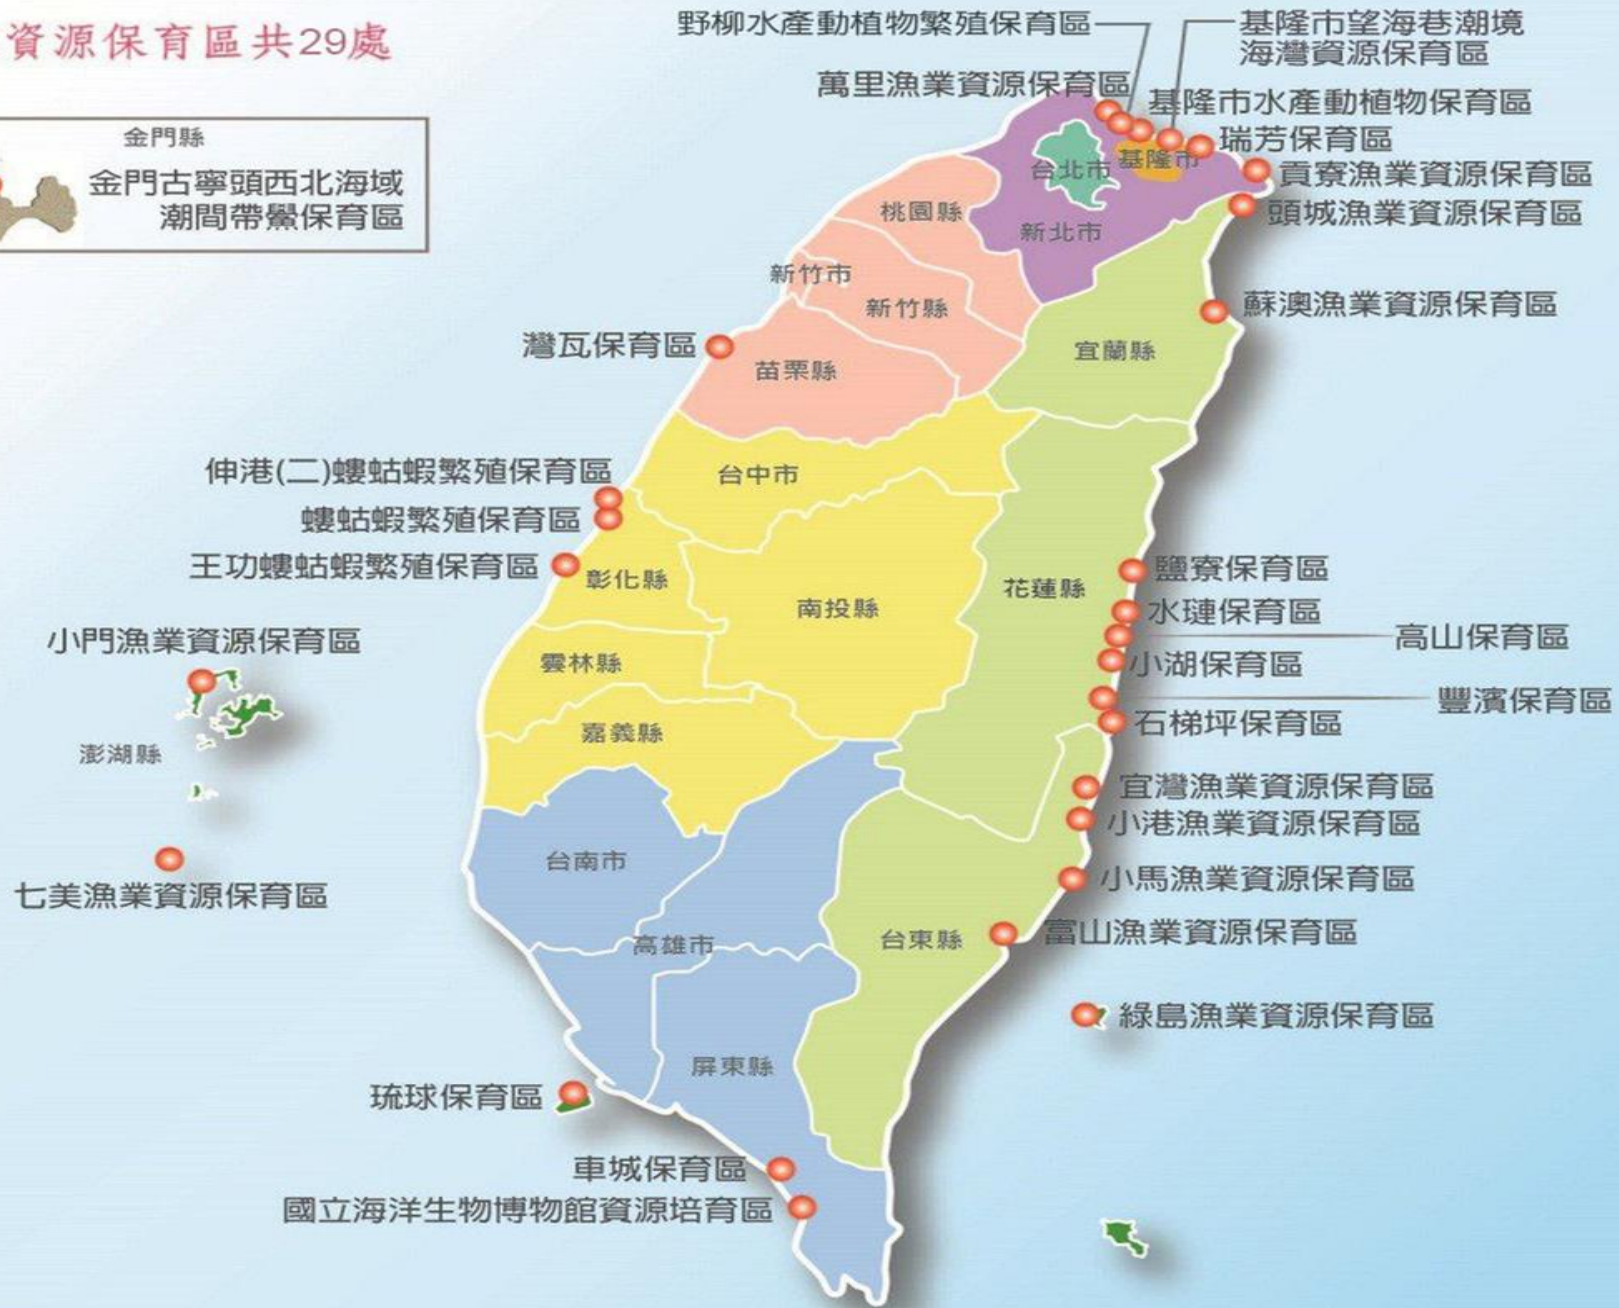 資源保育區共29處
金門縣
金門古寧頭西北海域
潮間帶鱟保育區
野柳水產動植物繁殖保育區
基隆市望海巷潮境
海灣資源保育區
萬里漁業資源保育區
基隆市水產動植物保育區
瑞芳保育區
貢寮漁業資源保育區
頭城漁業資源保育區
蘇澳漁業資源保育區
台北市
基隆市
桃園縣
新北市
新竹市
新竹縣
宜蘭縣
灣瓦保育區
苗栗縣
伸港(二)螻蛄蝦繁殖保育區
螻蛄蝦繁殖保育區
王功螻蛄蝦繁殖保育區
台中市
彰化縣
南投縣
花蓮縣
鹽寮保育區
水璉保育區
高山保育區
小湖保育區
豐濱保育區
石梯坪保育區
小門漁業資源保育區
澎湖縣
七美漁業資源保育區
雲林縣
嘉義縣
宜灣漁業資源保育區
小港漁業資源保育區
小馬漁業資源保育區
富山漁業資源保育區
台南市
高雄市
台東縣
綠島漁業資源保育區
屏東縣
琉球保育區
車城保育區
國立海洋生物博物館資源培育區